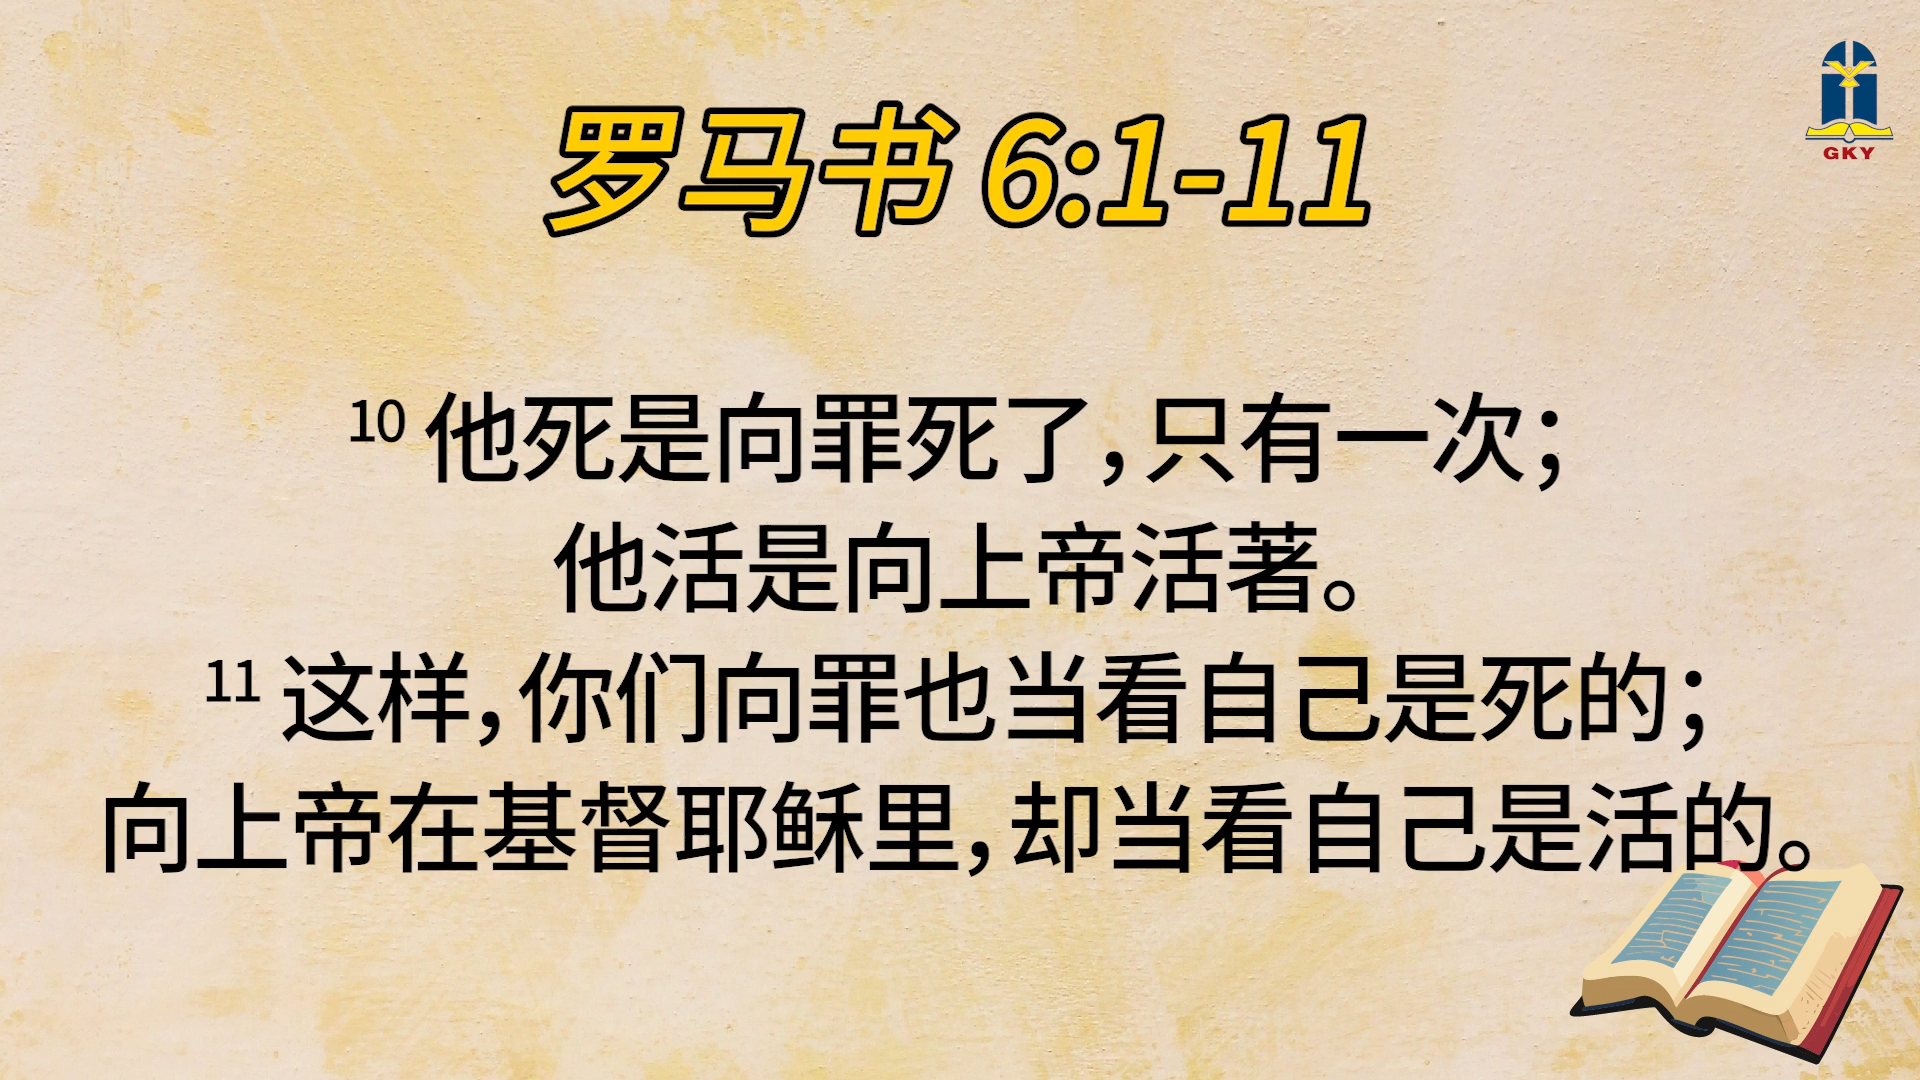 罗马书 6:1-11
GKY
10 他死是向罪死了，只有一次；
他活是向上帝活著。
11 这样，你们向罪也当看自己是死的；
向上帝在基督耶稣里，却当看自己是活的。